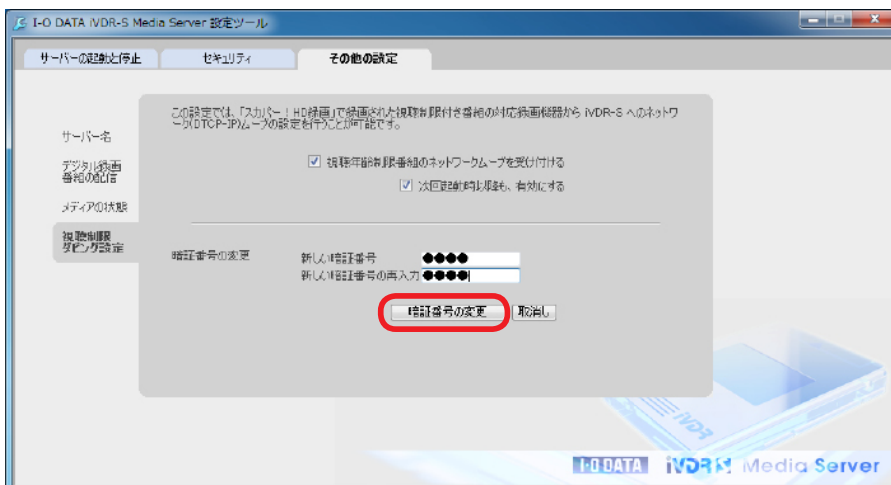 I-O DATA iVDR-S Media Server 設定ツール
サーバーの起動と停止
セキュリティ
その他の設定
この設定では、「スカパー！HD録画」で録画された視聴制限付き番組の対応録画機器から iVDR-S へのネットワ
ーク(DTCP-IP)ムーブの設定を行うことが可能です。
サーバー名
デジタル録画
番組の配信
メディアの状態
視聴制限
ダビング設定
視聴年齢制限番組のネットワークムーブを受け付ける
次回起動時以降も、有効にする
暗証番号の変更
新しい暗証番号 ●●●●
新しい暗証番号の再入力 ●●●●
暗証番号の変更
取消し
iVDR
I-O DATA iVDR-S Media Server